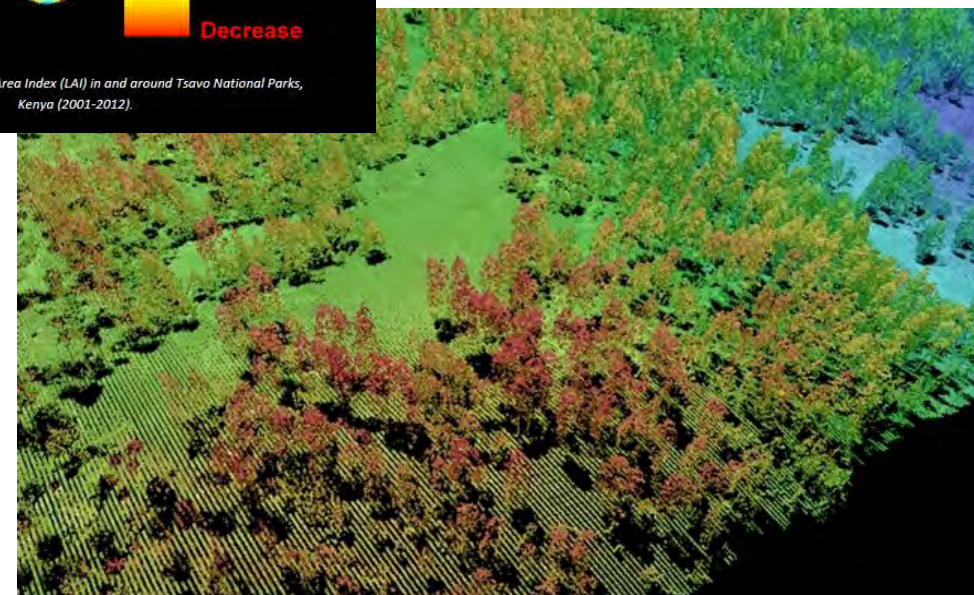 Decrease
Area Index (LAI) in and around Tsavo National Parks,
Kenya (2001-2012).